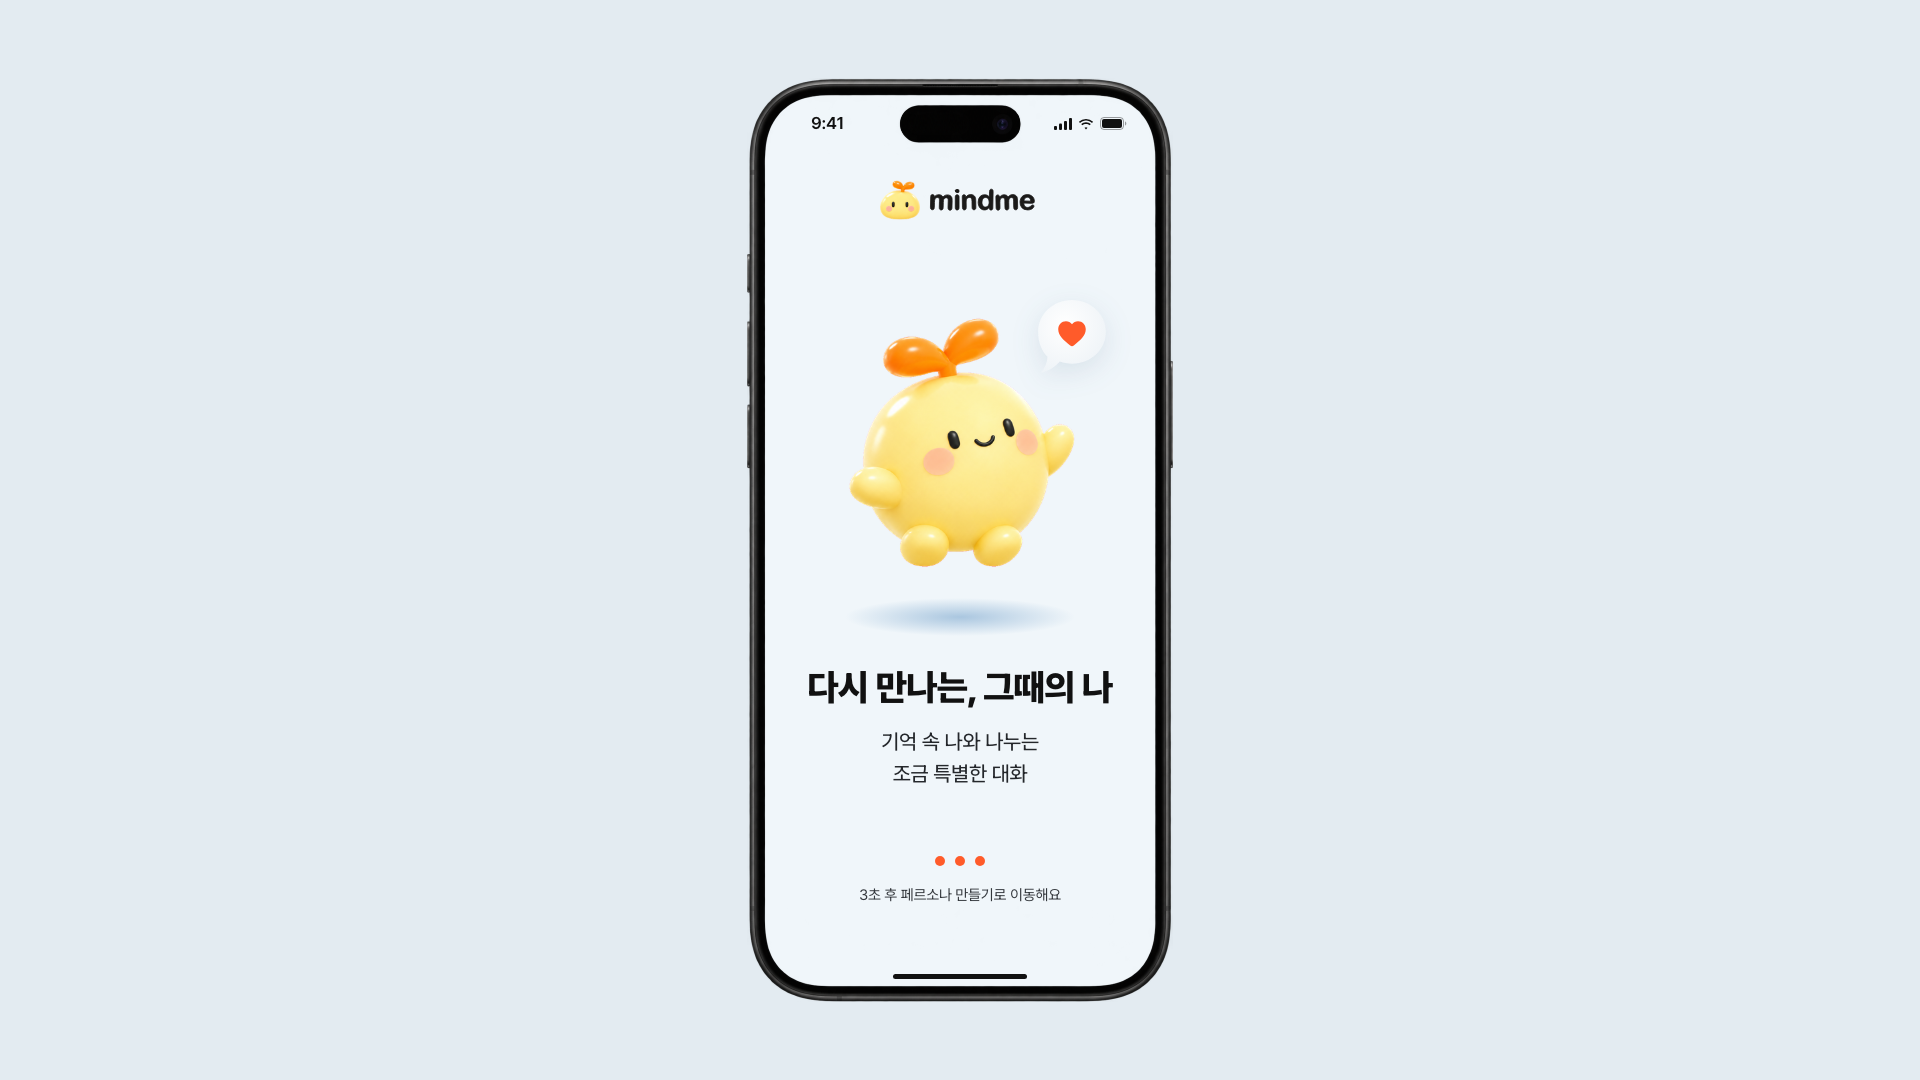 9:41
mindme
다시 만나는, 그때의 나
기억 속 나와 나누는
조금 특별한 대화
3초 후 페르소나 만들기로 이동해요